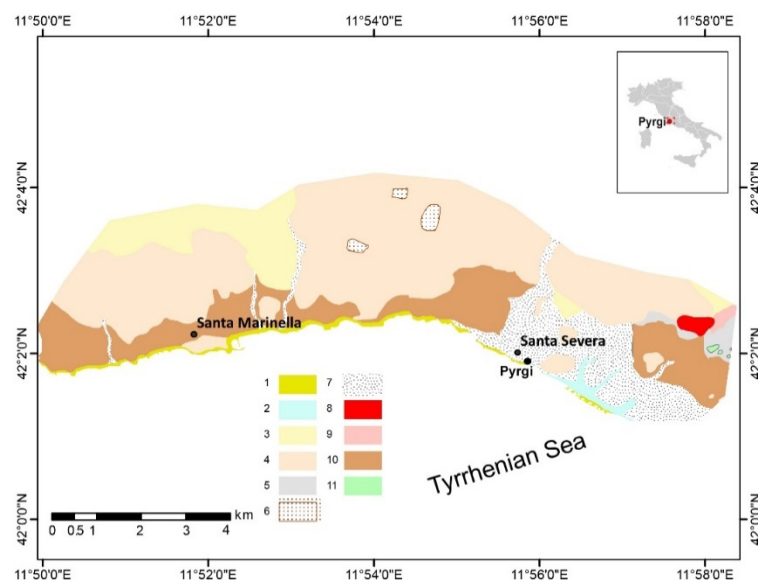 11°50'0"E 11°52'0"E 11°54'0"E 11°56'0"E 11°58'0"E
Pyrgi
42°4'0"N 42°4'0"N
Santa Marinella
Santa Severa
42°2'0"N 42°2'0"N
Pyrgi
1 7
2 8
3 9
4 10
5 11
6
Tyrrhenian Sea
km
0 0.5 1 2 3 4
42°0'0"N 42°0'0"N
11°50'0"E 11°52'0"E 11°54'0"E 11°56'0"E 11°58'0"E